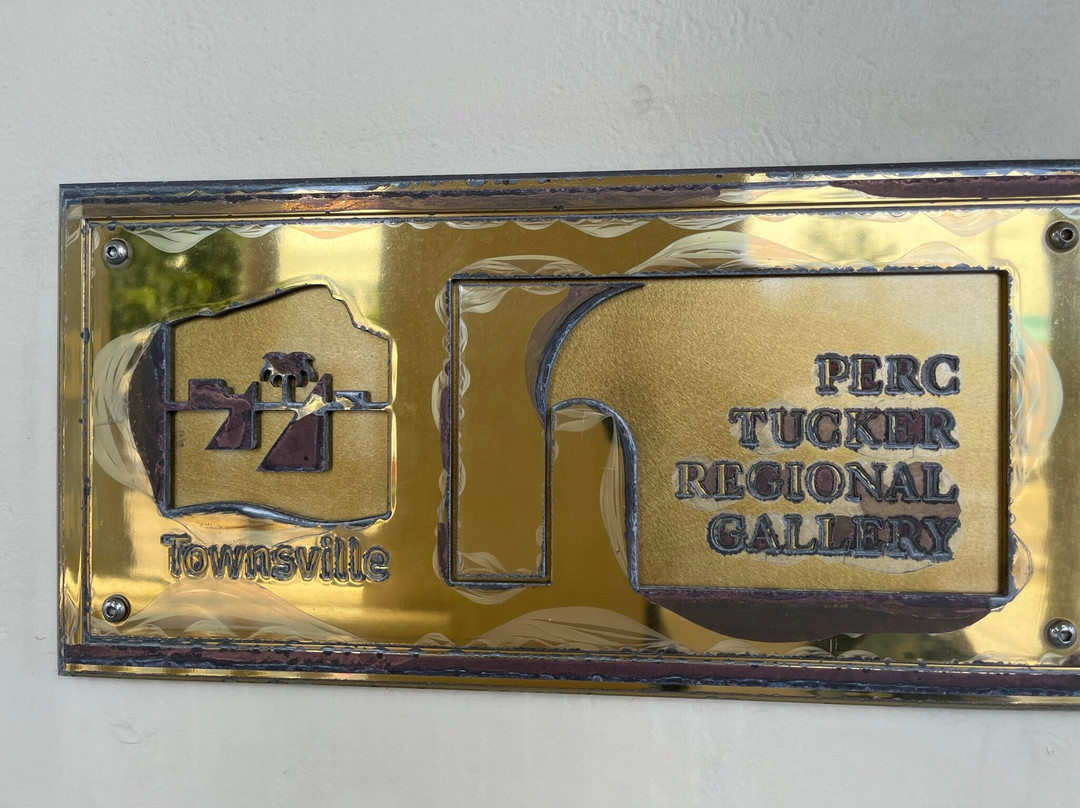 Townsville
PERC
TUCKER
REGIONAL
GALLERY